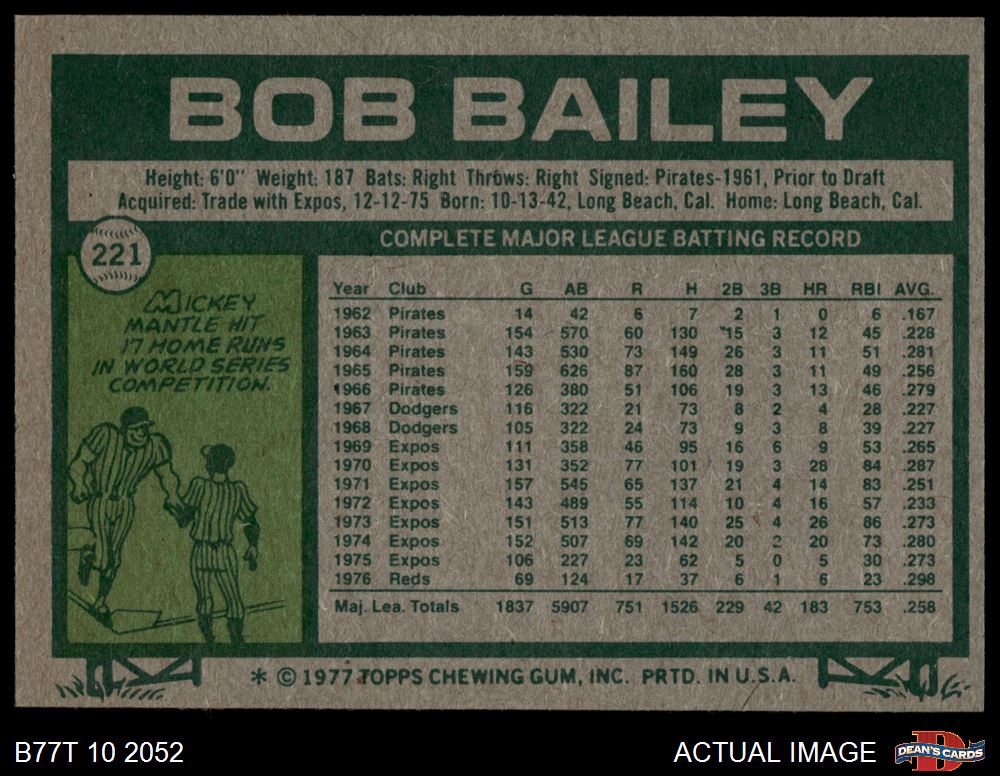 BOB BAILEY
Height: 6'0" Weight: 187 Bats: Right Throws: Right Signed: Pirates-1961, Prior to Draft
Acquired: Trade with Expos, 12-12-75 Born: 10-13-42, Long Beach, Cal. Home: Long Beach, Cal.
221
COMPLETE MAJOR LEAGUE BATTING RECORD
MICKEY
MANTLE HIT
17 HOME RUNS
IN WORLD SERIES
COMPETITION.
Year Club G AB R H 2B 3B HR RBI AVG.
1962 Pirates 14 42 6 7 2 1 0 6 .167
1963 Pirates 154 570 60 130 15 3 12 45 .228
1964 Pirates 143 530 73 149 26 3 11 51 .281
1965 Pirates 159 626 87 160 28 3 11 49 .256
1966 Pirates 126 380 51 106 19 3 13 46 .279
1967 Dodgers 116 322 21 73 8 2 4 28 .227
1968 Dodgers 105 322 24 73 9 3 8 39 .227
1969 Expos 111 358 46 95 16 6 9 53 .265
1970 Expos 131 352 77 101 19 3 28 84 .287
1971 Expos 157 545 65 137 21 4 14 83 .251
1972 Expos 143 489 55 114 10 4 16 57 .233
1973 Expos 151 513 77 140 25 4 26 86 .273
1974 Expos 152 507 69 142 20 2 20 73 .280
1975 Expos 106 227 23 62 5 0 5 30 .273
1976 Reds 69 124 17 37 6 1 6 23 .298
Maj. Lea. Totals 1837 5907 751 1526 229 42 183 753 .258
* © 1977 TOPPS CHEWING GUM, INC. PRTD. IN U.S.A.
B77T 10 2052
ACTUAL IMAGE
DEAN'S CARDS